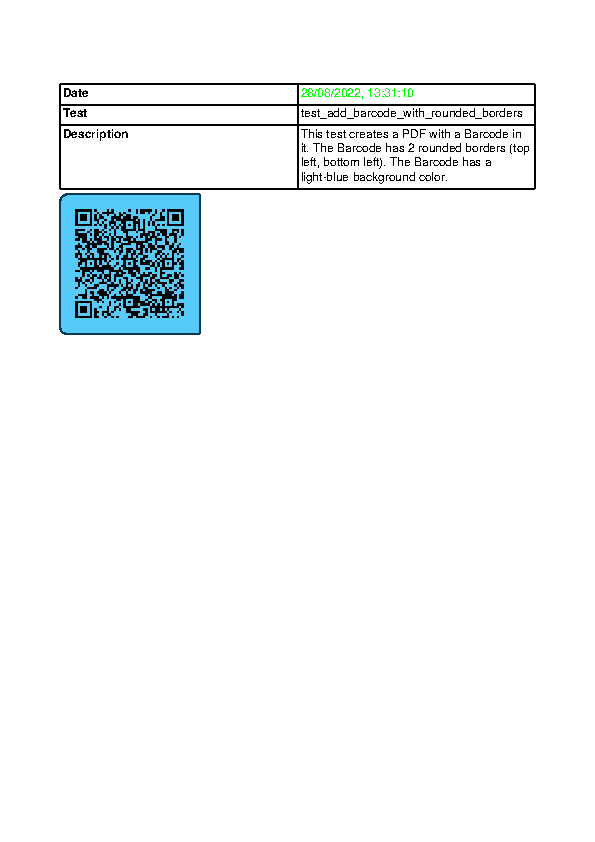 Date 28/08/2022, 13:31:10
Test test_add_barcode_with_rounded_borders
Description This test creates a PDF with a Barcode in
it. The Barcode has 2 rounded borders (top
left, bottom left). The Barcode has a
light-blue background color.